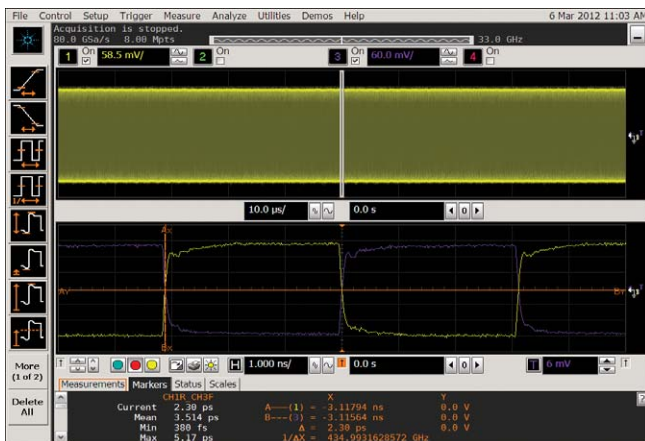 File Control Setup Trigger Measure Analyze Utilities Demos Help 6 Mar 2012 11:03 AM
Acquisition is stopped.
80.0 GSa/s 8.00 Mpts 33.0 GHz
1 On 58.5 mV/ 2 On 3 On 60.0 mV/ 4 On
10.0 µs/ 0.0 s 0
Ax
Ay By
Bx
H 1.000 ns/ 0.0 s 0 T 6 mV
More
(1 of 2)
Delete
All
Measurements Markers Status Scales
CH1R CH3F X Y
Current 2.30 ps A---(1) = -3.11794 ns 0.0 V
Mean 3.514 ps B---(3) = -3.11564 ns 0.0 V
Min 380 fs Δ = 2.30 ps 0.0 V
Max 5.17 ps 1/ΔX = 434.9931628572 GHz